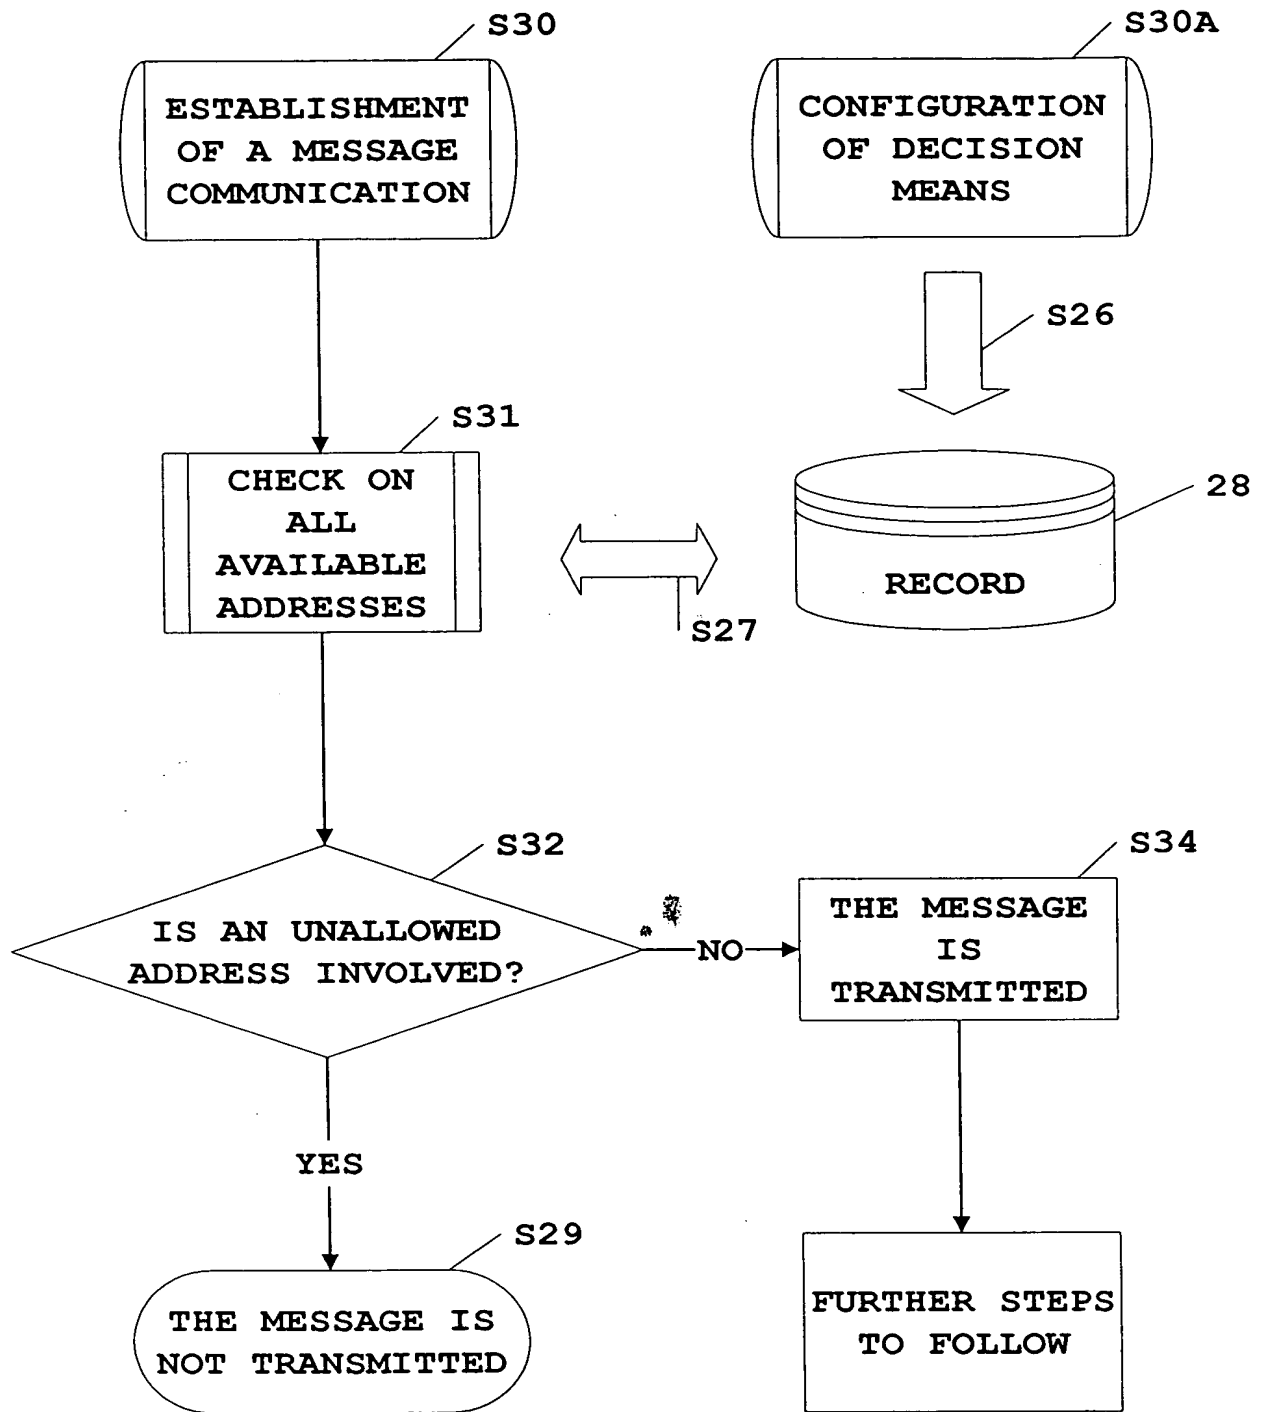 S30
ESTABLISHMENT
OF A MESSAGE
COMMUNICATION
S30A
CONFIGURATION
OF DECISION
MEANS
S26
S31
CHECK ON
ALL
AVAILABLE
ADDRESSES
S27
28
RECORD
S32
IS AN UNALLOWED
ADDRESS INVOLVED?
NO
S34
THE MESSAGE
IS
TRANSMITTED
YES
S29
THE MESSAGE IS
NOT TRANSMITTED
FURTHER STEPS
TO FOLLOW